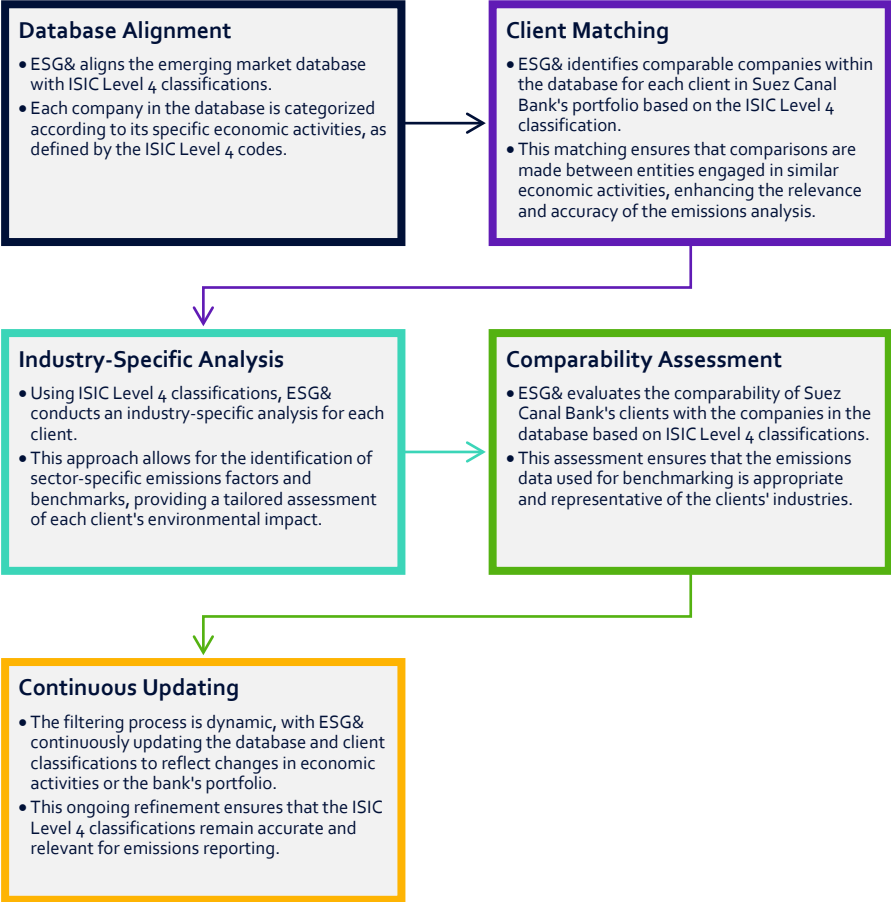 Database Alignment
• ESG& aligns the emerging market database
with ISIC Level 4 classifications.
• Each company in the database is categorized
according to its specific economic activities, as
defined by the ISIC Level 4 codes.
Client Matching
• ESG& identifies comparable companies within
the database for each client in Suez Canal
Bank's portfolio based on the ISIC Level 4
classification.
• This matching ensures that comparisons are
made between entities engaged in similar
economic activities, enhancing the relevance
and accuracy of the emissions analysis.
Industry-Specific Analysis
• Using ISIC Level 4 classifications, ESG&
conducts an industry-specific analysis for each
client.
• This approach allows for the identification of
sector-specific emissions factors and
benchmarks, providing a tailored assessment
of each client's environmental impact.
Comparability Assessment
• ESG& evaluates the comparability of Suez
Canal Bank's clients with the companies in the
database based on ISIC Level 4 classifications.
• This assessment ensures that the emissions
data used for benchmarking is appropriate
and representative of the clients' industries.
Continuous Updating
• The filtering process is dynamic, with ESG&
continuously updating the database and client
classifications to reflect changes in economic
activities or the bank's portfolio.
• This ongoing refinement ensures that the ISIC
Level 4 classifications remain accurate and
relevant for emissions reporting.